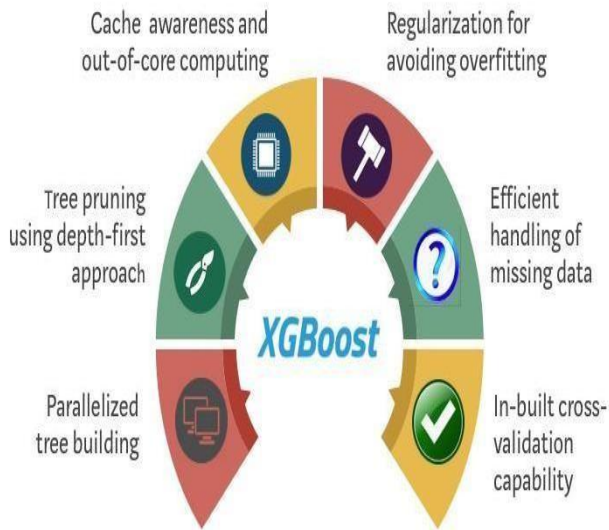 Cache awareness and
out-of-core computing
Regularization for
avoiding overfitting
Tree pruning
using depth-first
approach
Efficient
handling of
missing data
?
XGBoost
Parallelized
tree building
In-built cross-
validation
capability